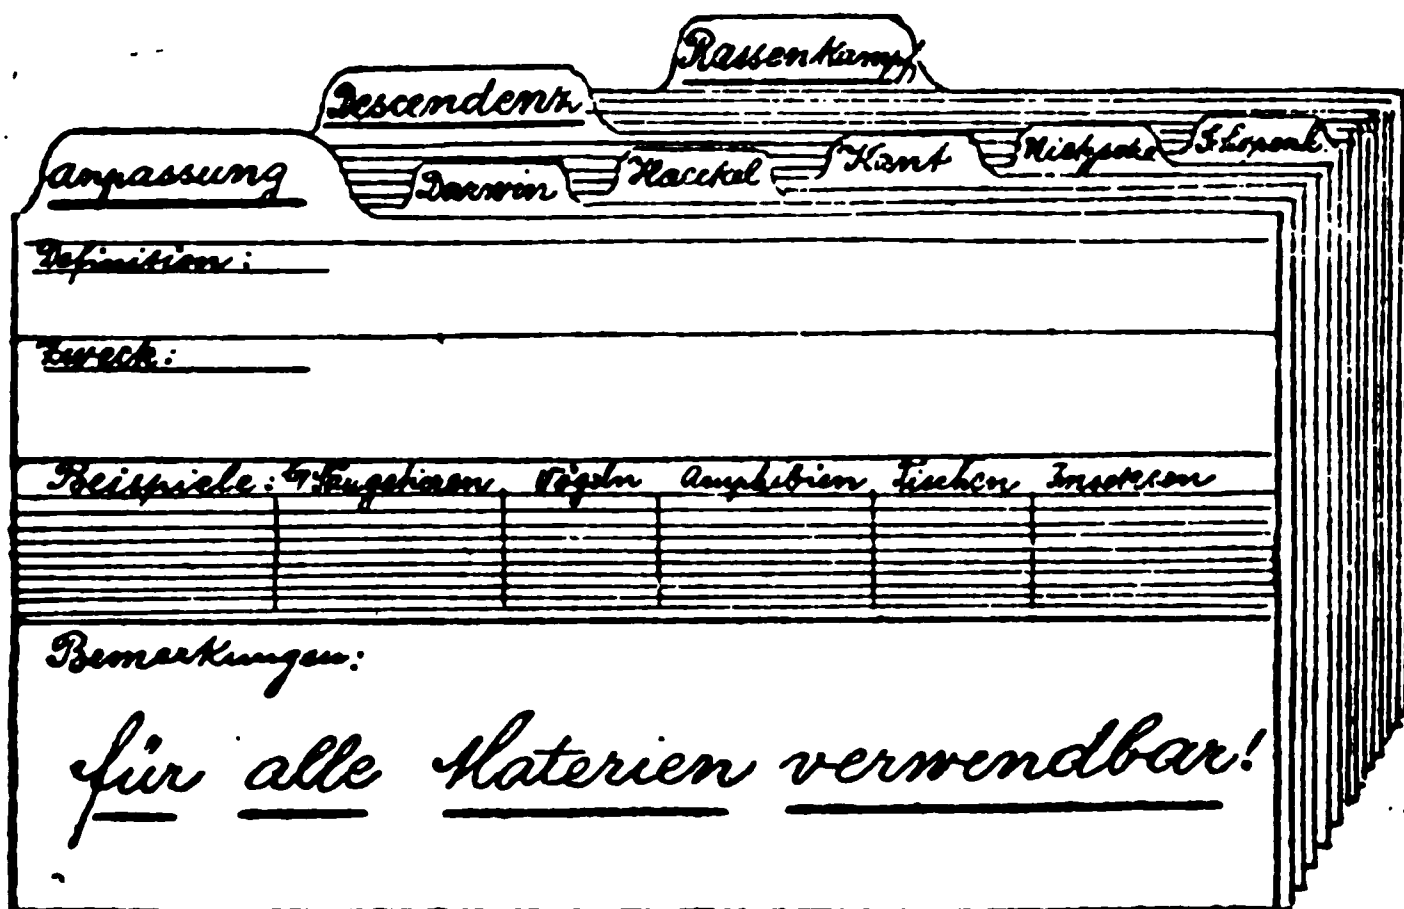 Rassenkampf
Descendenz
Anpassung
Darwin Haeckel Kant Nietzsche
Definition:
Zweck:
Beispiele: Säugetieren Vögeln Amphibien Fischen Insekten
Bemerkungen:
für alle Materien verwendbar!